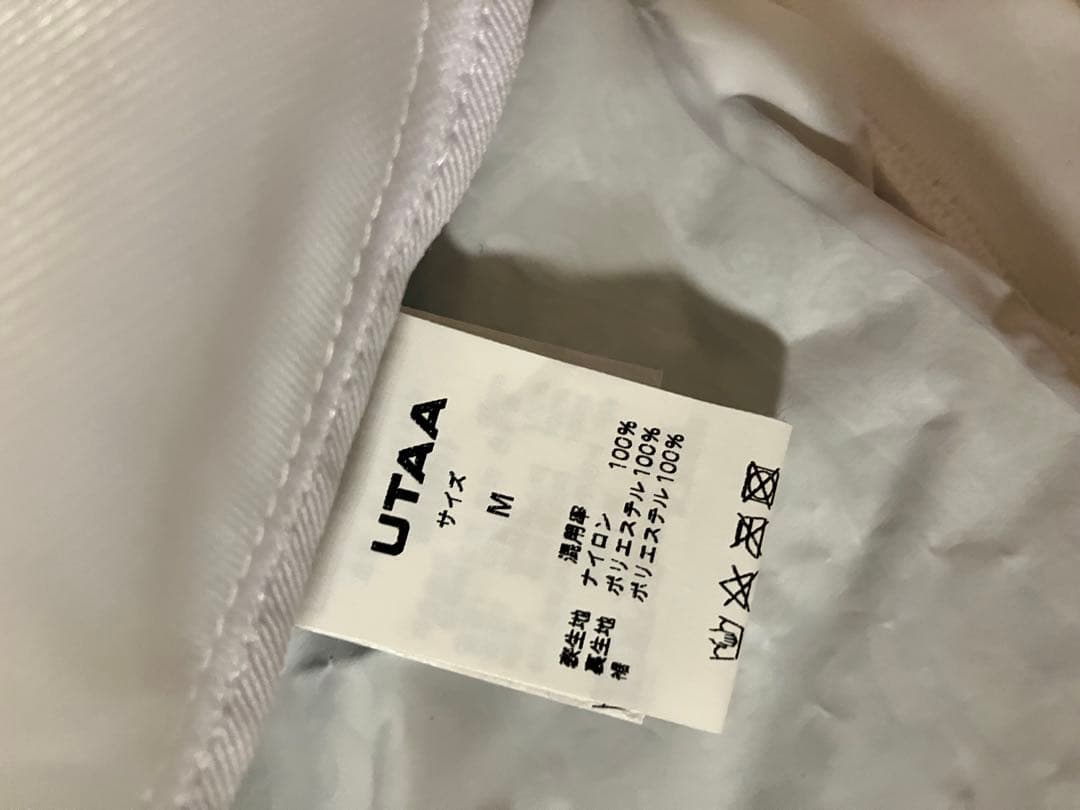 UTAA
サイズ
M
混用率
表生地 ナイロン 100%
裏生地 ポリエステル 100%
裾 ポリエステル 100%